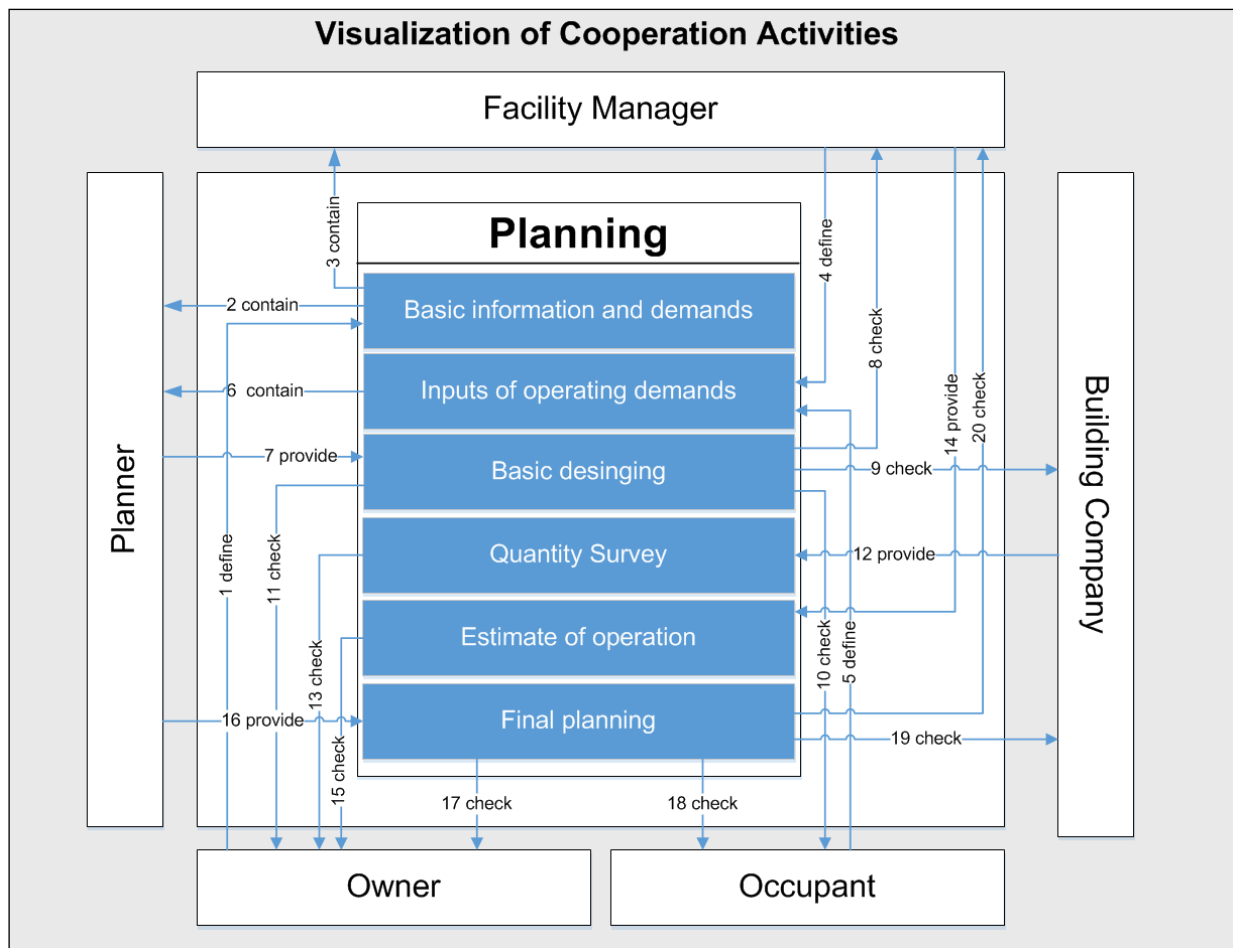 Visualization of Cooperation Activities
Facility Manager
Planning
3 contain
4 define
Basic information and demands
2 contain
8 check
14 provide
20 check
Inputs of operating demands
6 contain
Planner
Building Company
7 provide
Basic desinging
9 check
1 define
11 check
Quantity Survey
12 provide
13 check
Estimate of operation
10 check
5 define
15 check
16 provide
Final planning
19 check
17 check
18 check
Owner
Occupant